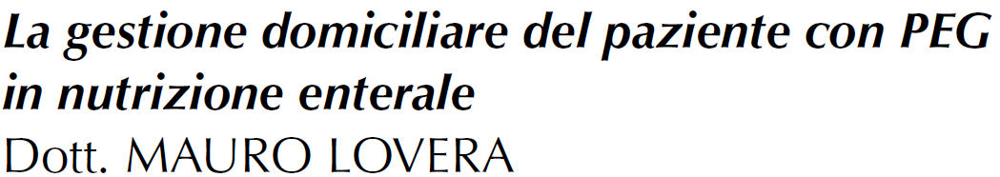 La gestione domiciliare del paziente con PEG
in nutrizione enterale
Dott. MAURO LOVERA